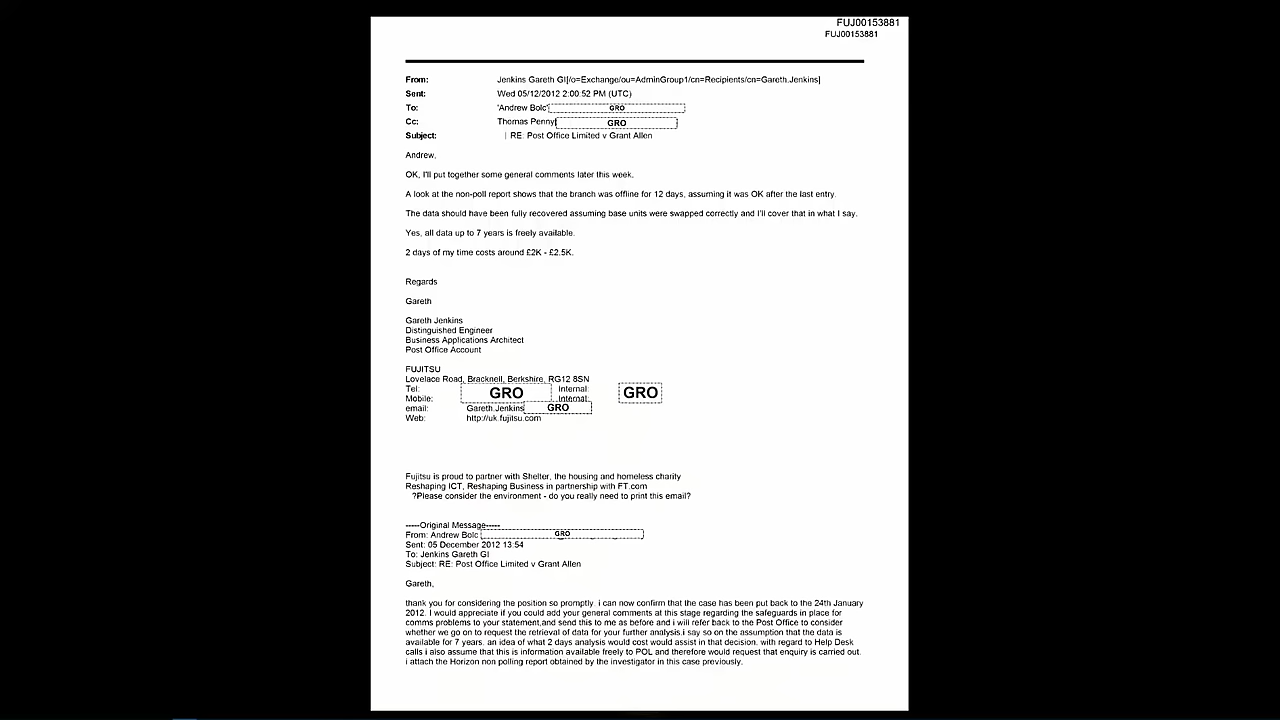 FUJ00153881
FUJ00153881
From: Jenkins Gareth GI[/o=Exchange/ou=AdminGroup1/cn=Recipients/cn=Gareth.Jenkins]
Sent: Wed 05/12/2012 2:00:52 PM (UTC)
To: 'Andrew Bolc' GRO
Cc: Thomas Penny[ GRO
Subject: RE: Post Office Limited v Grant Allen
Andrew,
OK, I'll put together some general comments later this week.
A look at the non-poll report shows that the branch was offline for 12 days, assuming it was OK after the last entry.
The data should have been fully recovered assuming base units were swapped correctly and I'll cover that in what I say.
Yes, all data up to 7 years is freely available.
2 days of my time costs around £2K - £2.5K.
Regards
Gareth
Gareth Jenkins
Distinguished Engineer
Business Applications Architect
Post Office Account
FUJITSU
Lovelace Road, Bracknell, Berkshire, RG12 8SN
Tel: GRO Internal: GRO
Mobile: Internal:
email: Gareth.Jenkins GRO
Web: http://uk.fujitsu.com
Fujitsu is proud to partner with Shelter, the housing and homeless charity
Reshaping ICT, Reshaping Business in partnership with FT.com
?Please consider the environment - do you really need to print this email?
-----Original Message-----
From: Andrew Bolc GRO
Sent: 05 December 2012 13:54
To: Jenkins Gareth GI
Subject: RE: Post Office Limited v Grant Allen
Gareth,
thank you for considering the position so promptly. i can now confirm that the case has been put back to the 24th January
2012. I would appreciate if you could add your general comments at this stage regarding the safeguards in place for
comms problems to your statement,and send this to me as before and i will refer back to the Post Office to consider
whether we go on to request the retrieval of data for your further analysis.i say so on the assumption that the data is
available for 7 years. an idea of what 2 days analysis would cost would assist in that decision. with regard to Help Desk
calls i also assume that this is information available freely to POL and therefore would request that enquiry is carried out.
i attach the Horizon non polling report obtained by the investigator in this case previously.